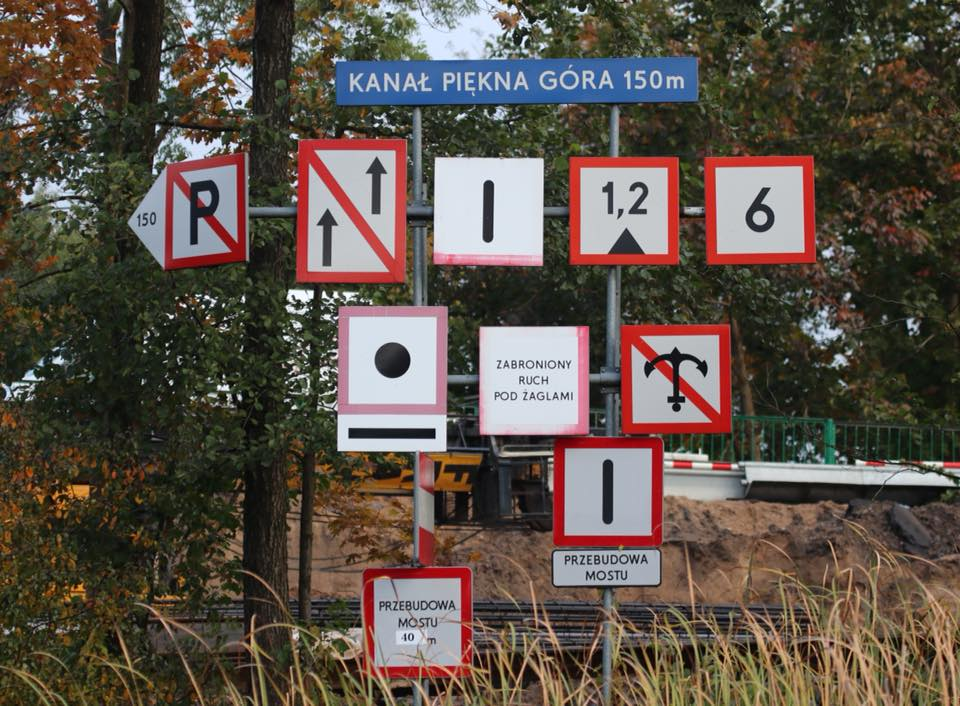 KANAŁ PIĘKNA GÓRA 150m
150
P
1,2
6
ZABRONIONY
RUCH
POD ŻAGLAMI
PRZEBUDOWA
MOSTU
PRZEBUDOWA
MOSTU
40 m